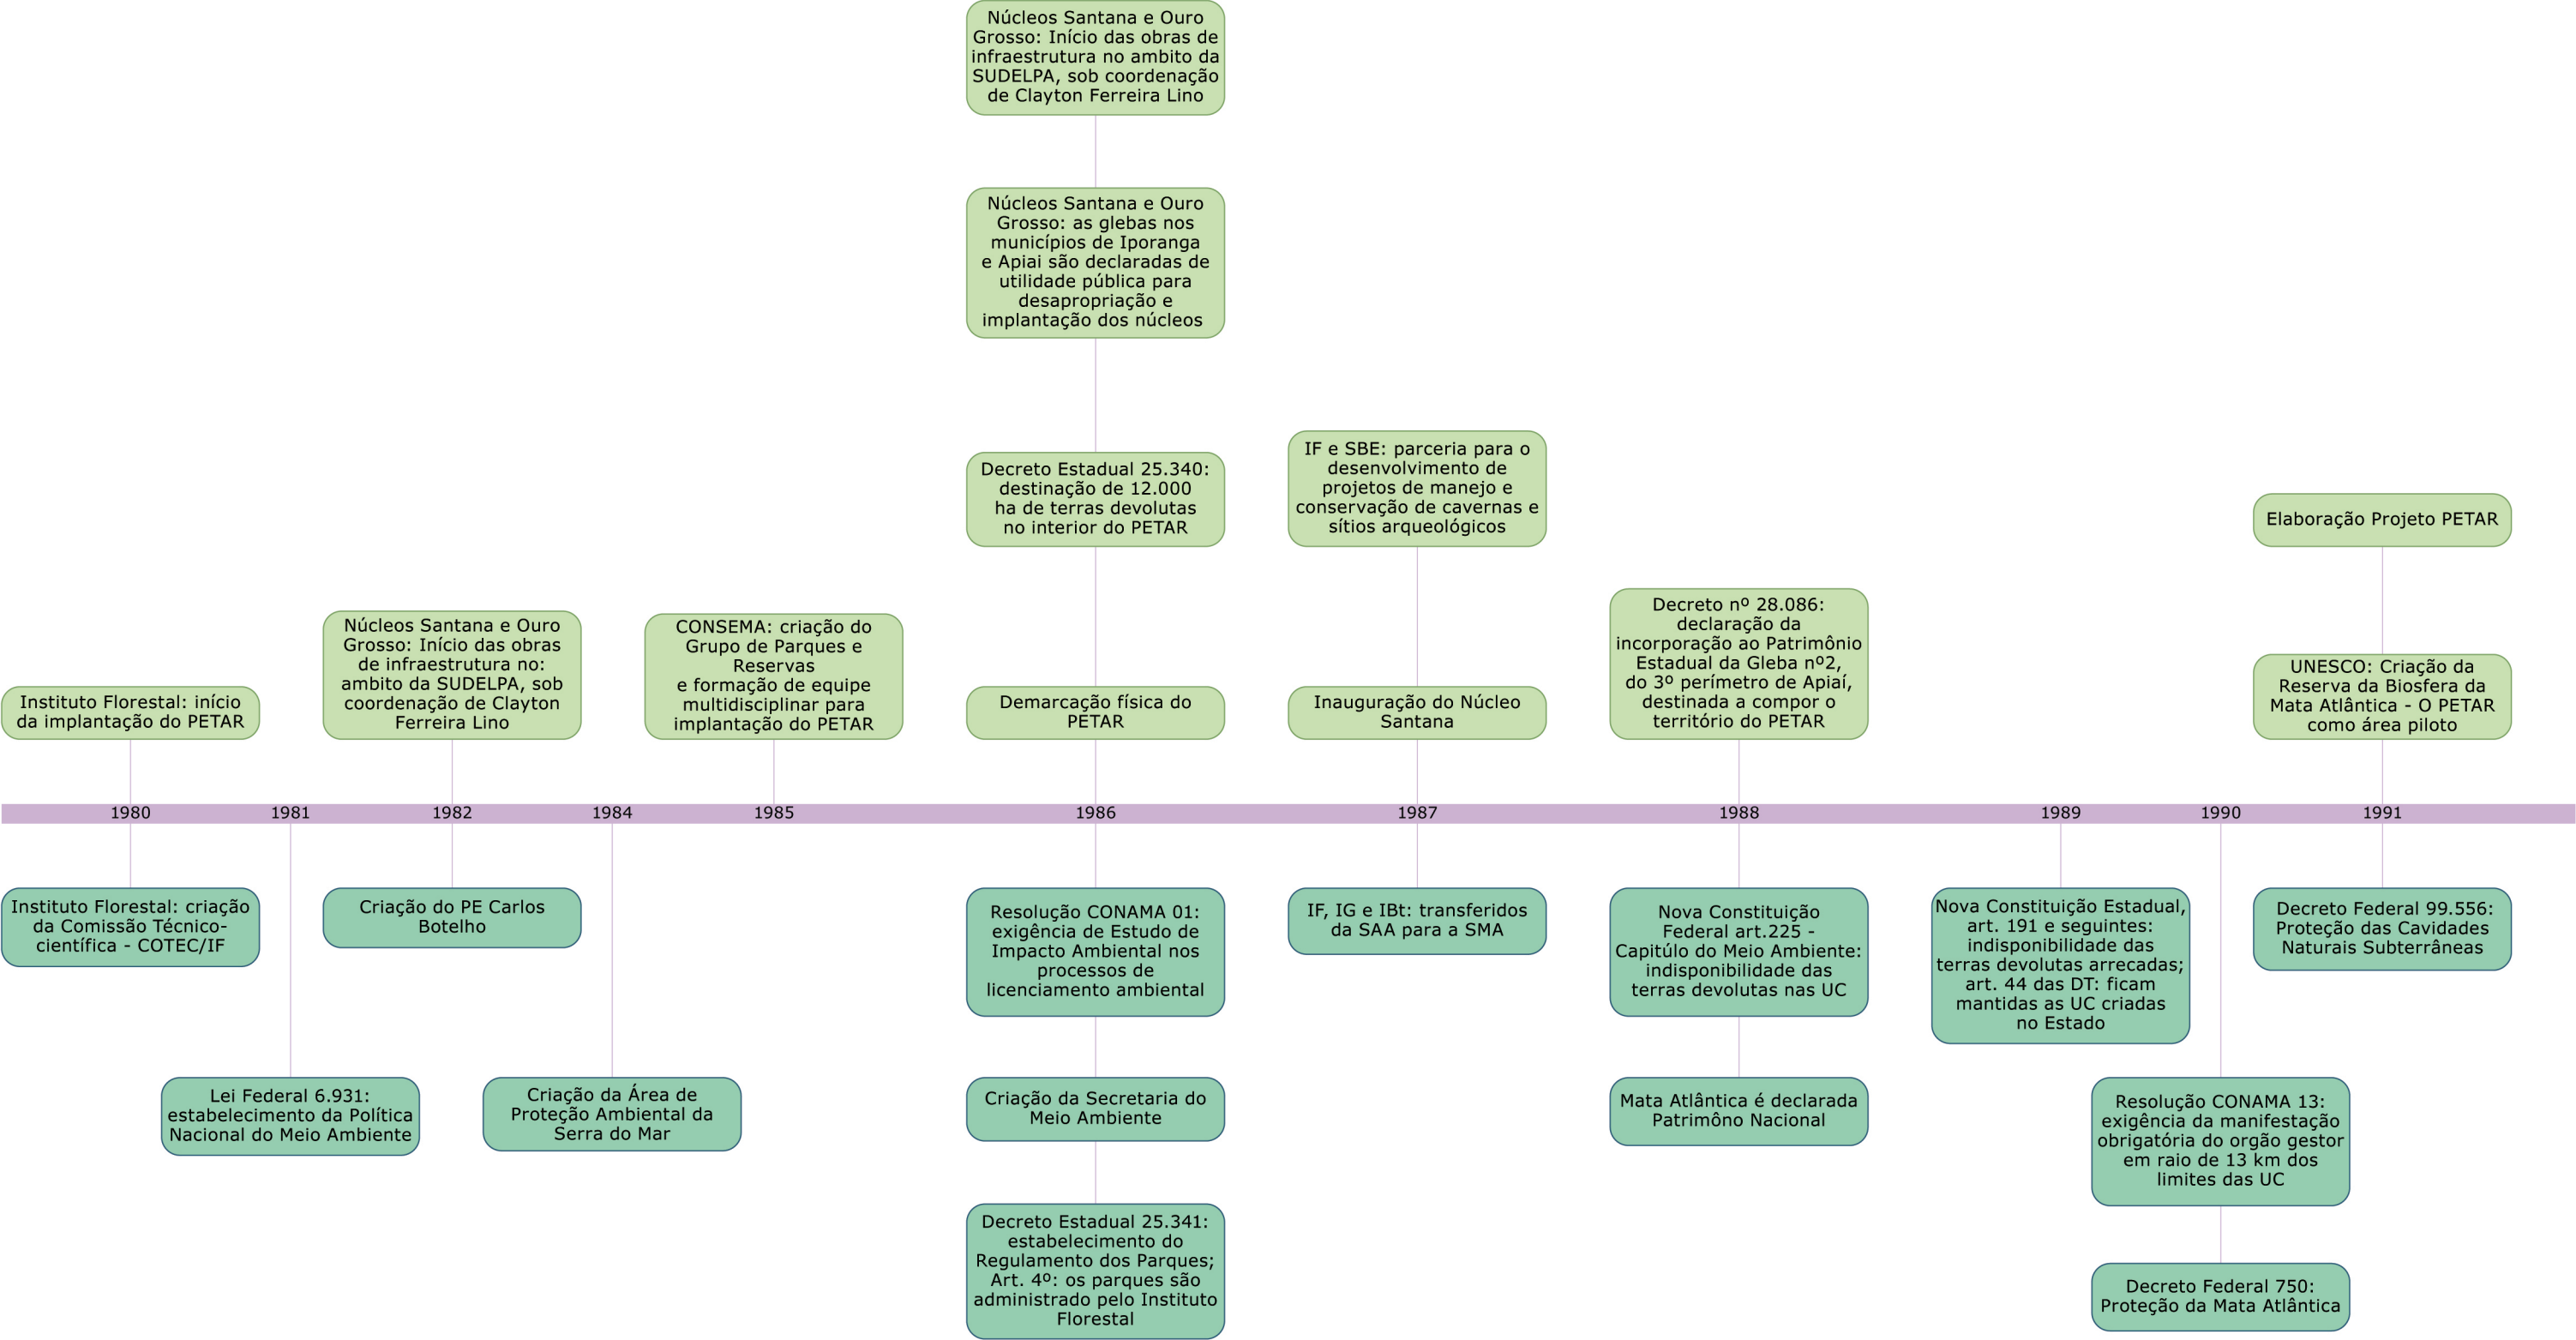 Núcleos Santana e Ouro
Grosso: Início das obras de
infraestrutura no ambito da
SUDELPA, sob coordenação
de Clayton Ferreira Lino
Núcleos Santana e Ouro
Grosso: as glebas nos
municípios de Iporanga
e Apiai são declaradas de
utilidade pública para
desapropriação e
implantação dos núcleos
Decreto Estadual 25.340:
destinação de 12.000
ha de terras devolutas
no interior do PETAR
IF e SBE: parceria para o
desenvolvimento de
projetos de manejo e
conservação de cavernas e
sítios arqueológicos
Elaboração Projeto PETAR
Instituto Florestal: início
da implantação do PETAR
Núcleos Santana e Ouro
Grosso: Início das obras
de infraestrutura no:
ambito da SUDELPA, sob
coordenação de Clayton
Ferreira Lino
CONSEMA: criação do
Grupo de Parques e
Reservas
e formação de equipe
multidisciplinar para
implantação do PETAR
Demarcação física do
PETAR
Inauguração do Núcleo
Santana
Decreto nº 28.086:
declaração da
incorporação ao Patrimônio
Estadual da Gleba nº2,
do 3º perímetro de Apiaí,
destinada a compor o
território do PETAR
UNESCO: Criação da
Reserva da Biosfera da
Mata Atlântica - O PETAR
como área piloto
1980 1981 1982 1984 1985 1986 1987 1988 1989 1990 1991
Instituto Florestal: criação
da Comissão Técnico-
científica - COTEC/IF
Criação do PE Carlos
Botelho
Resolução CONAMA 01:
exigência de Estudo de
Impacto Ambiental nos
processos de
licenciamento ambiental
IF, IG e IBt: transferidos
da SAA para a SMA
Nova Constituição
Federal art.225 -
Capitúlo do Meio Ambiente:
indisponibilidade das
terras devolutas nas UC
Nova Constituição Estadual,
art. 191 e seguintes:
indisponibilidade das
terras devolutas arrecadas;
art. 44 das DT: ficam
mantidas as UC criadas
no Estado
Decreto Federal 99.556:
Proteção das Cavidades
Naturais Subterrâneas
Lei Federal 6.931:
estabelecimento da Política
Nacional do Meio Ambiente
Criação da Área de
Proteção Ambiental da
Serra do Mar
Criação da Secretaria do
Meio Ambiente
Mata Atlântica é declarada
Patrimôno Nacional
Resolução CONAMA 13:
exigência da manifestação
obrigatória do orgão gestor
em raio de 13 km dos
limites das UC
Decreto Estadual 25.341:
estabelecimento do
Regulamento dos Parques;
Art. 4º: os parques são
administrado pelo Instituto
Florestal
Decreto Federal 750:
Proteção da Mata Atlântica